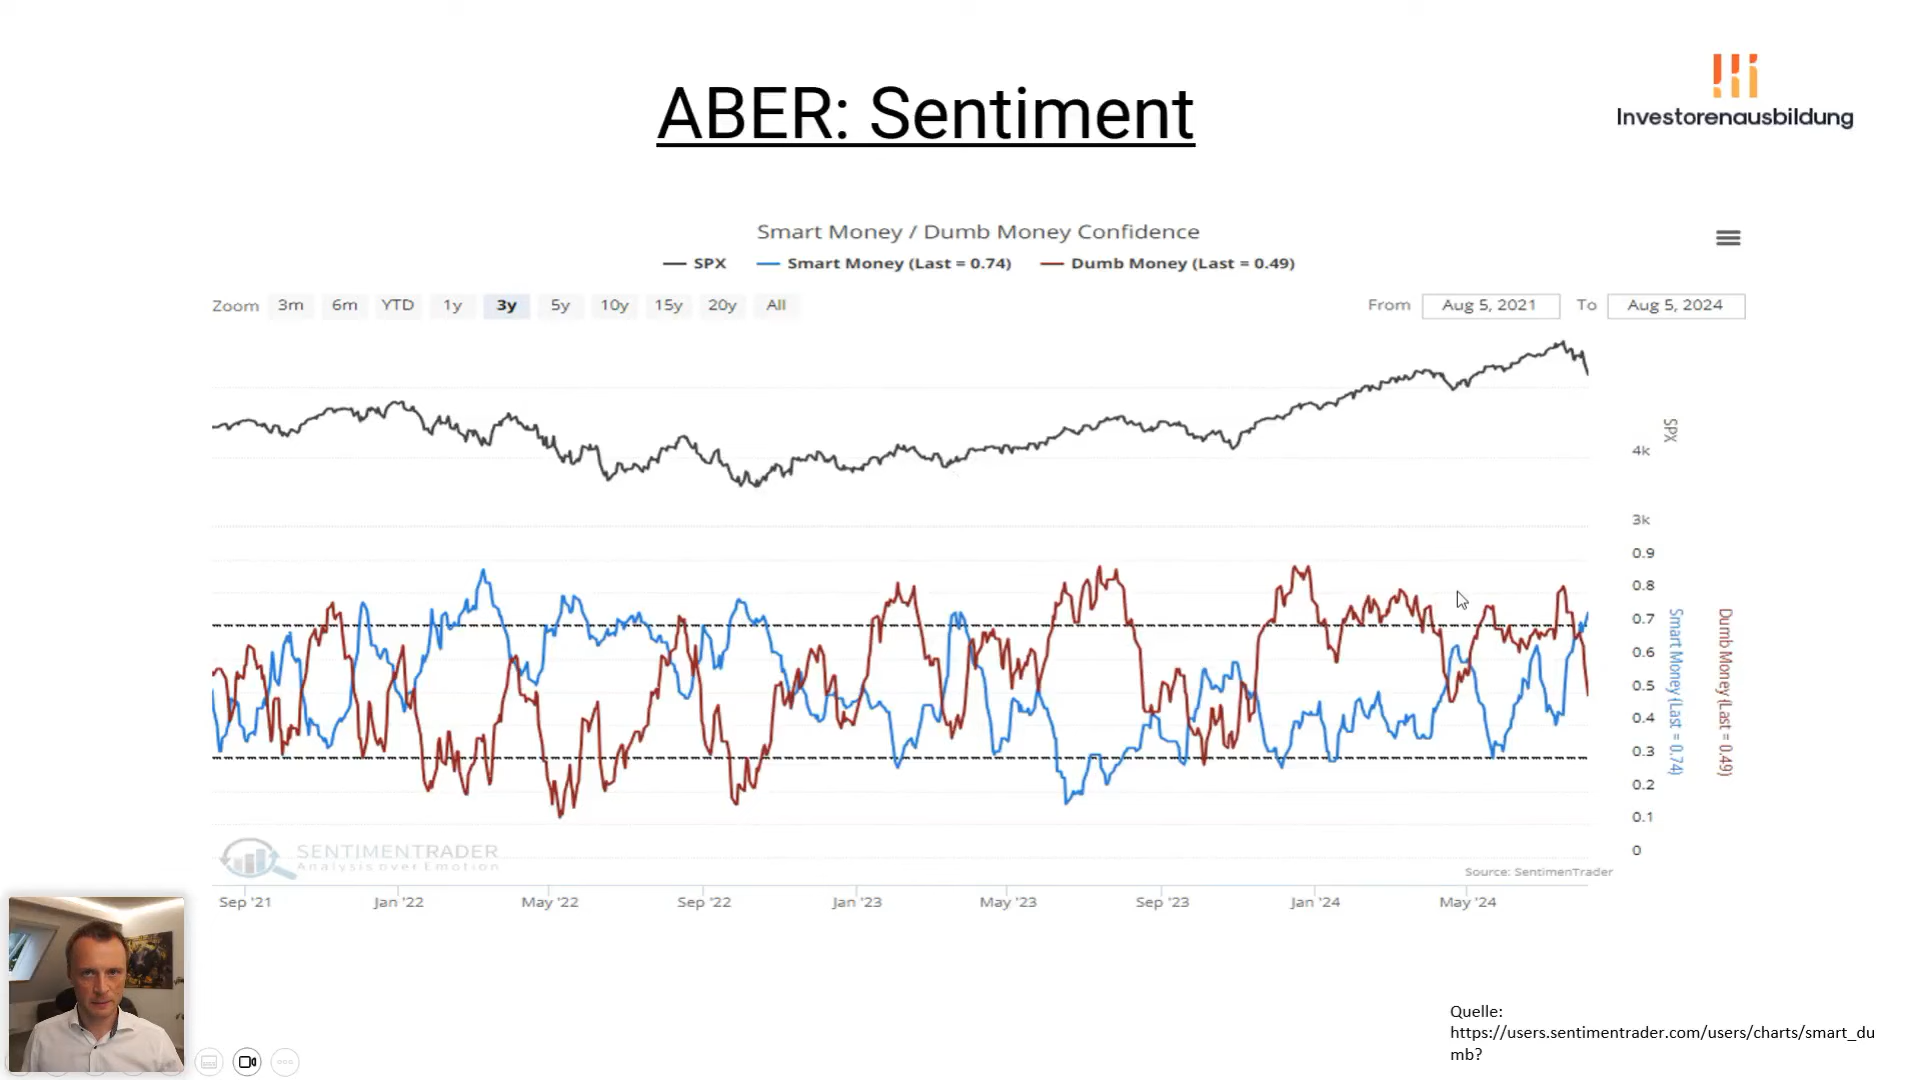 ABER: Sentiment
Investorenausbildung
Smart Money / Dumb Money Confidence
SPX Smart Money (Last = 0.74) Dumb Money (Last = 0.49)
Zoom 3m 6m YTD 1y 3y 5y 10y 15y 20y All From Aug 5, 2021 To Aug 5, 2024
SPX
4k
3k
0.9
0.8
0.7
0.6
0.5
0.4
0.3
0.2
0.1
0
Smart Money (Last = 0.74)
Dumb Money (Last = 0.49)
SENTIMENTRADER
Analysis over Emotion
Source: SentimenTrader
Sep '21 Jan '22 May '22 Sep '22 Jan '23 May '23 Sep '23 Jan '24 May '24
Quelle:
https://users.sentimentrader.com/users/charts/smart_du
mb?